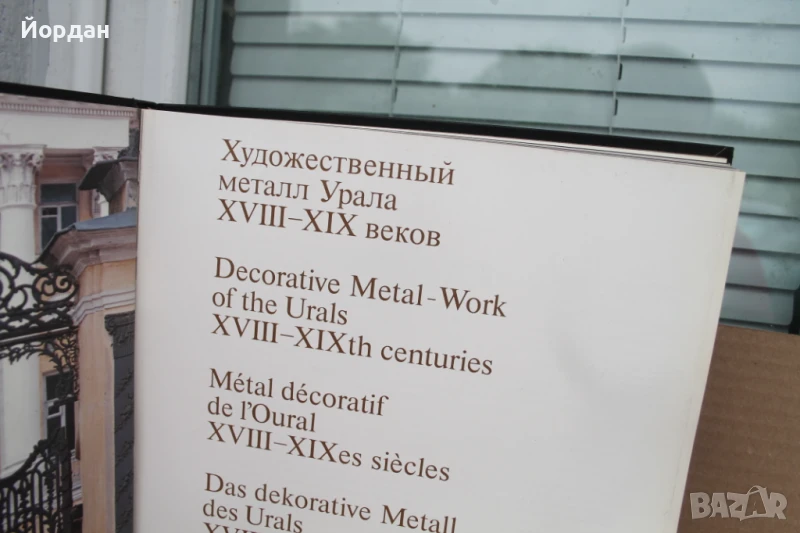 Йордан
Художественный
металл Урала
XVIII–XIX веков
Decorative Metal-Work
of the Urals
XVIII–XIXth centuries
Métal décoratif
de l'Oural
XVIII–XIXes siècles
Das dekorative Metall
des Urals
BAZAR